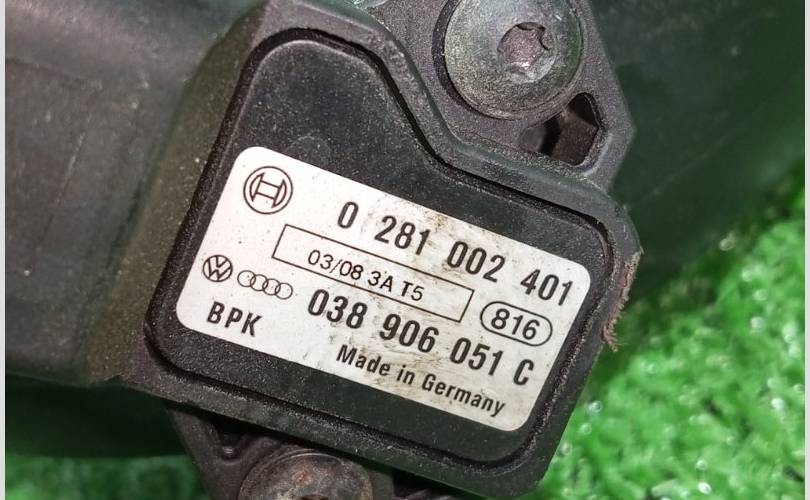 0 281 002 401
03/08 3A T5
816
038 906 051 C
BPK
Made in Germany